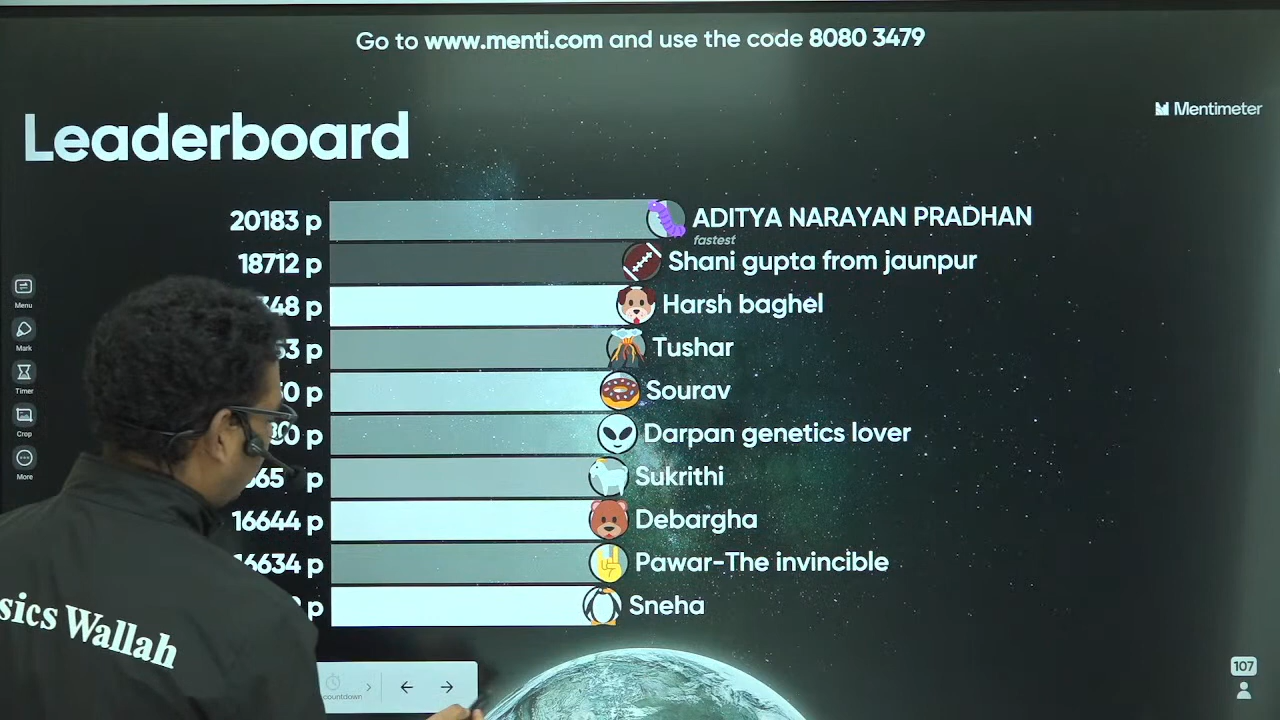 Go to www.menti.com and use the code 8080 3479
Mentimeter
Leaderboard
20183 p ADITYA NARAYAN PRADHAN
fastest
18712 p Shani gupta from jaunpur
p Harsh baghel
p Tushar
p Sourav
p Darpan genetics lover
p Sukrithi
16644 p Debargha
p Pawar-The invincible
p Sneha
Menu
Mark
Timer
Crop
More
Wallah
countdown
107